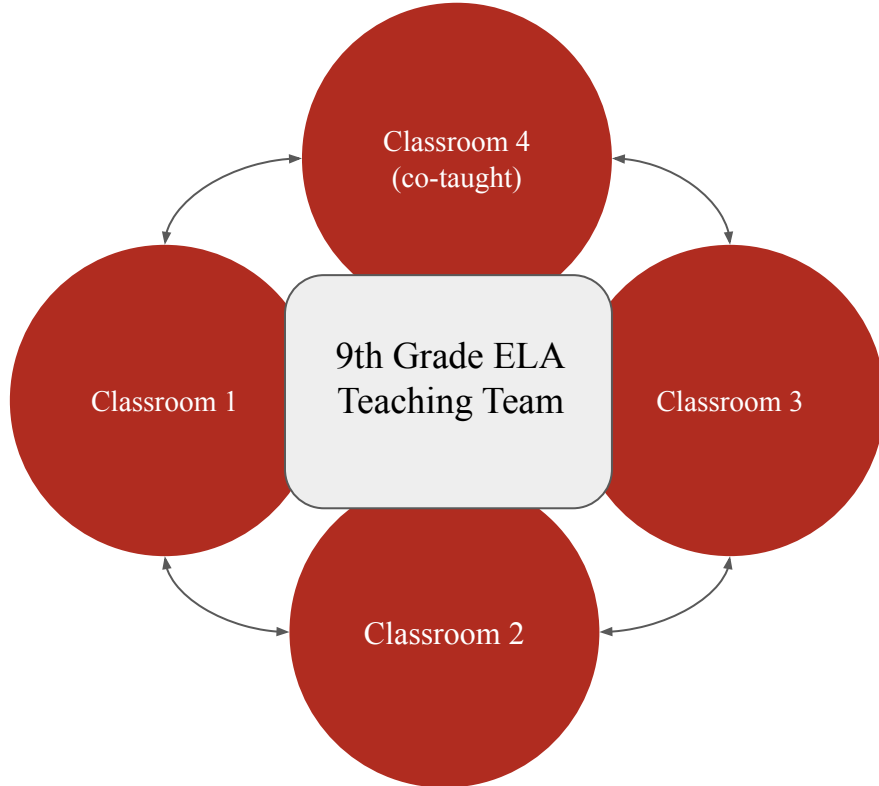 Classroom 4
(co-taught)
9th Grade ELA
Teaching Team
Classroom 1
Classroom 3
Classroom 2